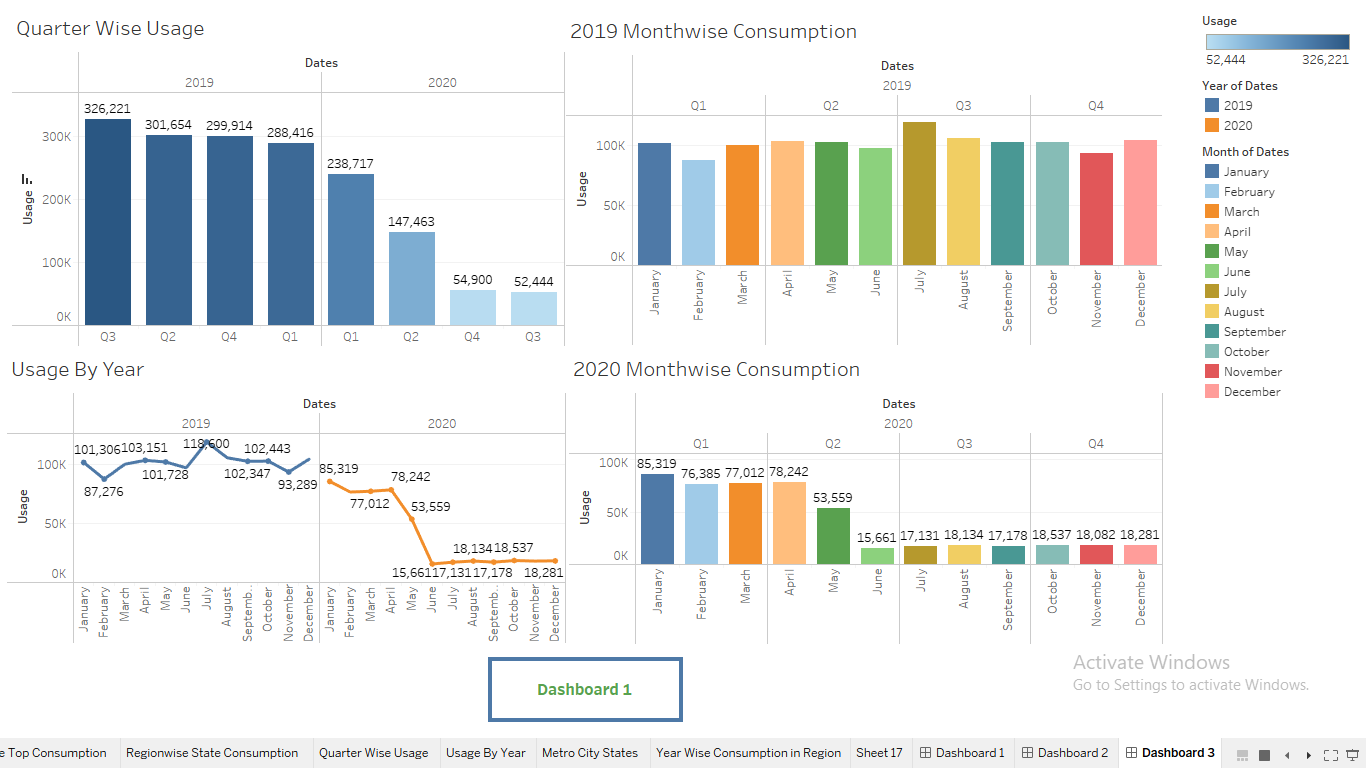 Quarter Wise Usage
Dates
2019 2020
326,221 301,654 299,914 288,416 238,717 147,463 54,900 52,444
300K
200K
100K
0K
Usage
Q3 Q2 Q4 Q1 Q1 Q2 Q4 Q3
2019 Monthwise Consumption
Dates
2019
Q1 Q2 Q3 Q4
100K
50K
0K
Usage
January February March April May June July August September October November December
Usage
52,444 326,221
Year of Dates
2019
2020
Month of Dates
January
February
March
April
May
June
July
August
September
October
November
December
Usage By Year
Dates
2019 2020
101,306 103,151 118,600 102,443
87,276 101,728 102,347 93,289
85,319 78,242
77,012 53,559
18,134 18,537
15,661 17,131 17,178 18,281
100K
50K
0K
Usage
January February March April May June July August Septemb.. October November December January February March April May June July August Septemb.. October November December
2020 Monthwise Consumption
Dates
2020
Q1 Q2 Q3 Q4
100K
50K
0K
Usage
85,319 76,385 77,012 78,242 53,559 15,661 17,131 18,134 17,178 18,537 18,082 18,281
January February March April May June July August September October November December
Dashboard 1
Activate Windows
Go to Settings to activate Windows.
e Top Consumption Regionwise State Consumption Quarter Wise Usage Usage By Year Metro City States Year Wise Consumption in Region Sheet 17 Dashboard 1 Dashboard 2 Dashboard 3